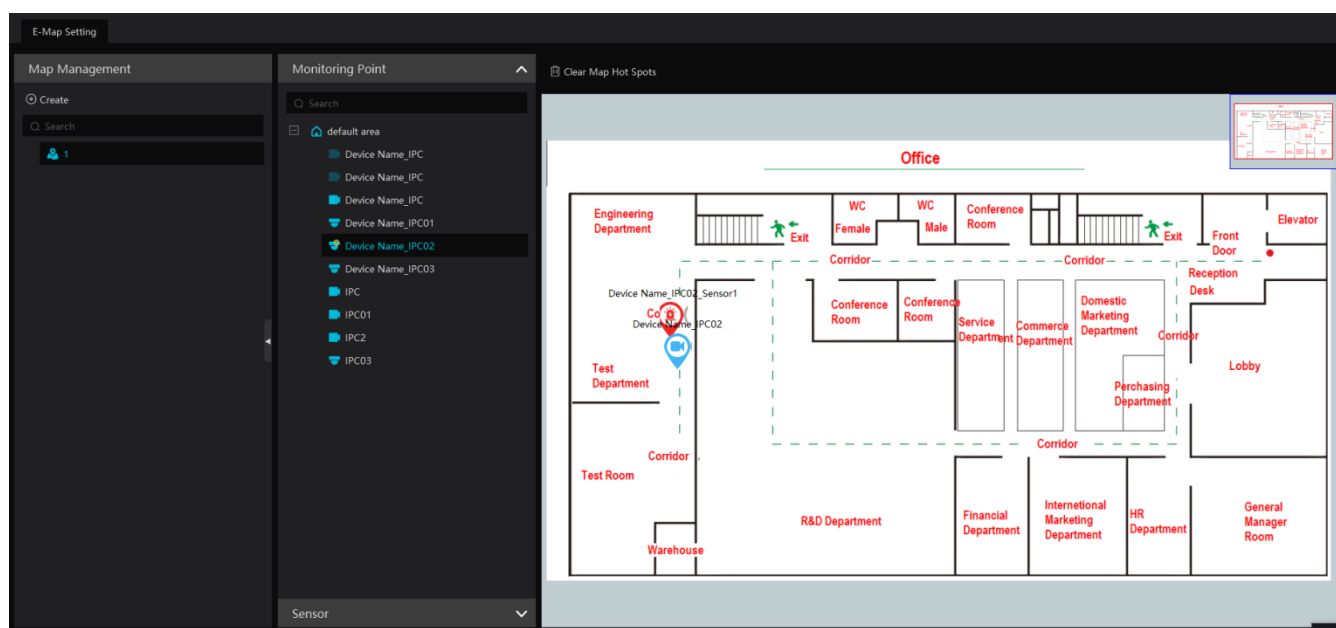 E-Map Setting
Map Management
Create
Search
1
Monitoring Point
Search
default area
Device Name_IPC
Device Name_IPC
Device Name_IPC
Device Name_IPC01
Device Name_IPC02
Device Name_IPC03
IPC
IPC01
IPC2
IPC03
Sensor
Clear Map Hot Spots
Office
Engineering
Department
Exit
WC
Female
WC
Male
Conference
Room
Exit
Front
Door
Elevator
Corridor
Corridor
Reception
Desk
Device Name_IPC02_Sensor1
Co
Device Name_IPC02
Conference
Room
Conference
Room
Service
Department
Commerce
Department
Domestic
Marketing
Department
Corridor
Perchasing
Department
Lobby
Test
Department
Corridor
Corridor
Test Room
Warehouse
R&D Department
Financial
Department
Internetional
Marketing
Department
HR
Department
General
Manager
Room